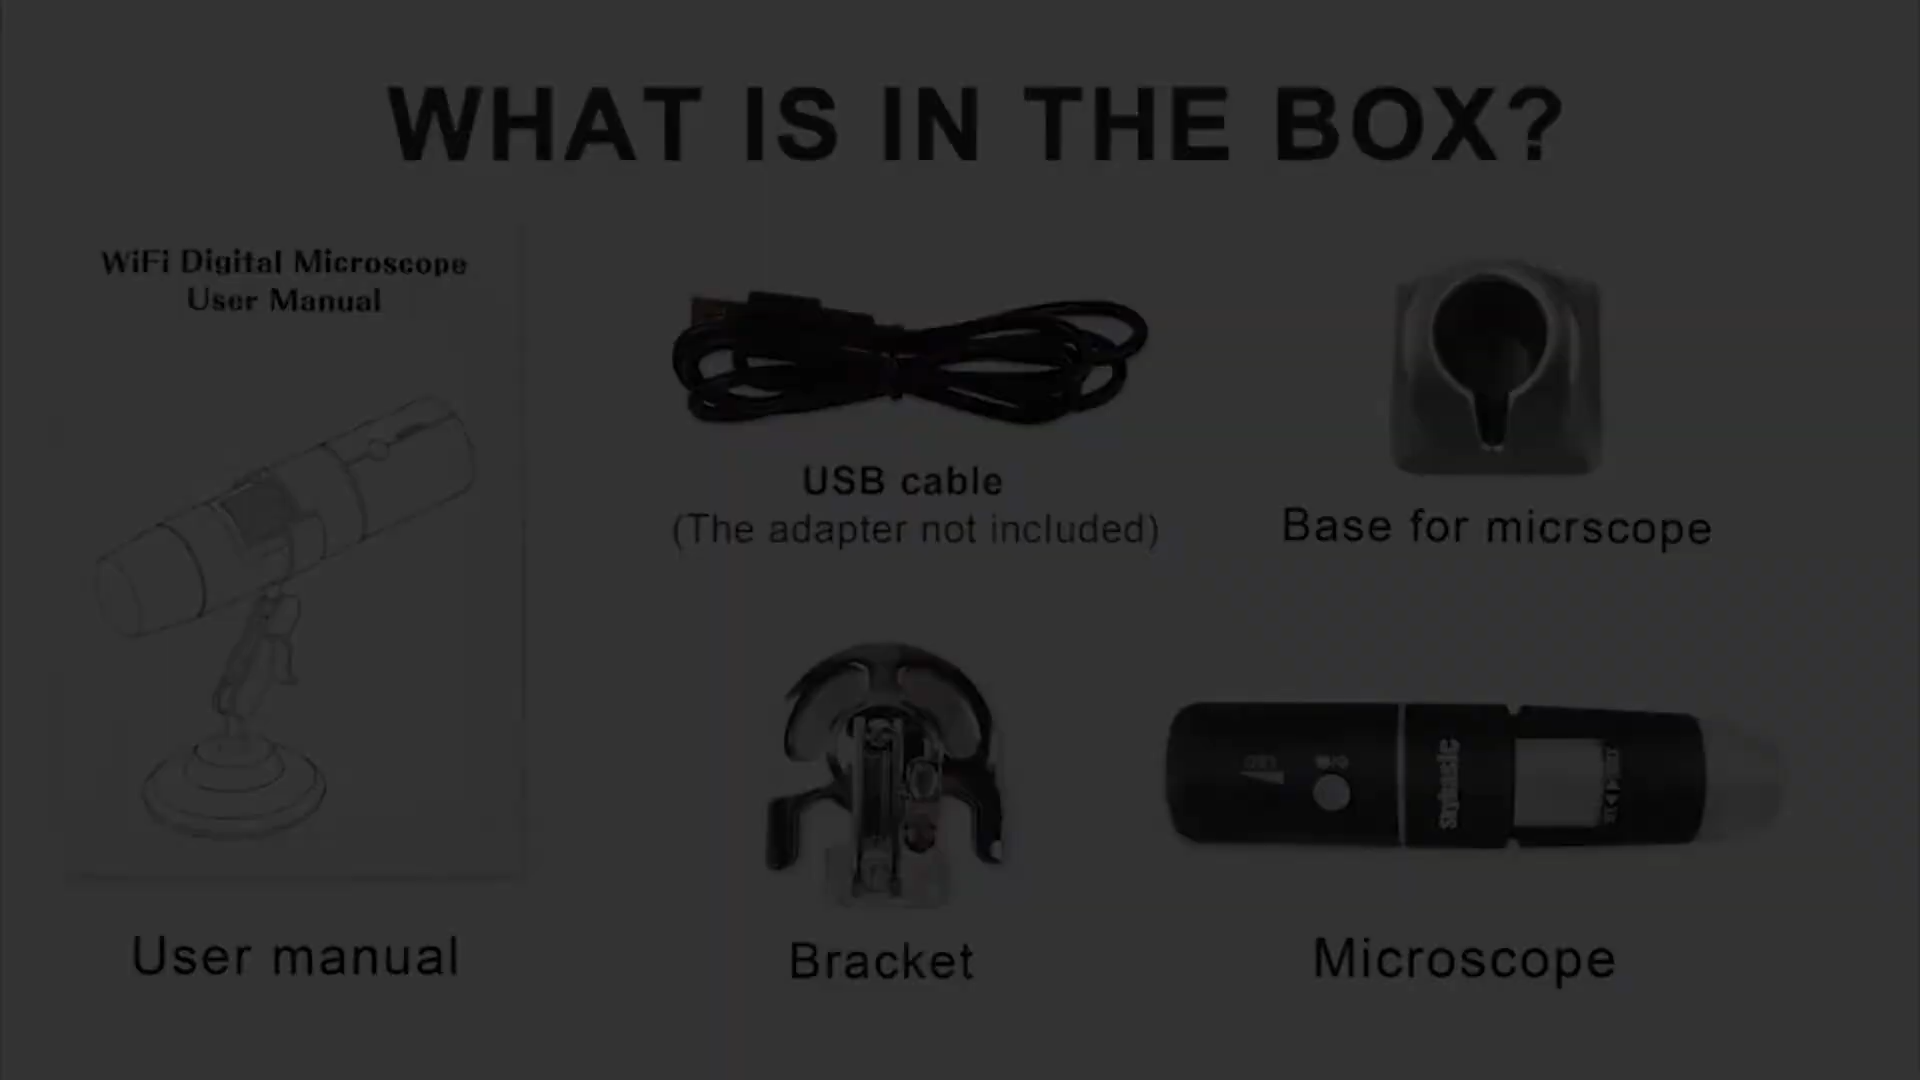 WHAT IS IN THE BOX?
WiFi Digital Microscope
User Manual
USB cable
(The adapter not included)
Base for micrscope
User manual
Bracket
Skybasic
Microscope